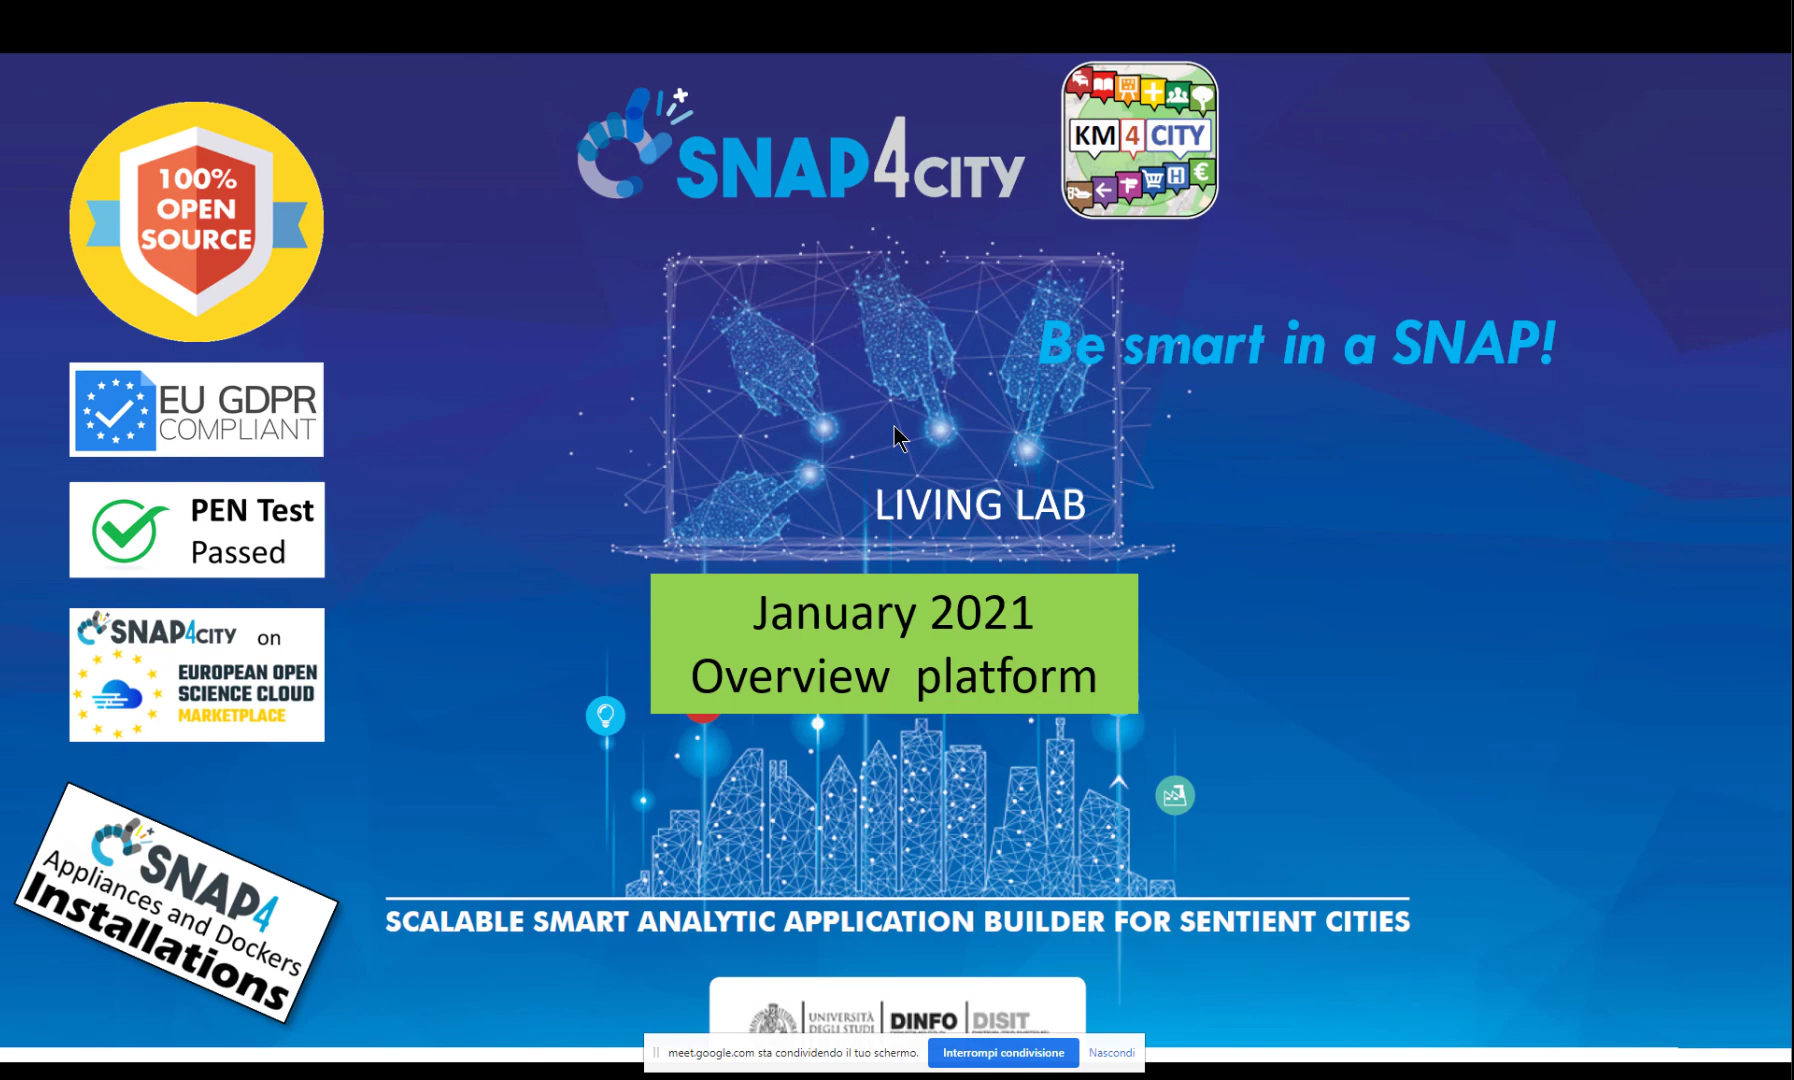 100%
OPEN
SOURCE
EU GDPR
COMPLIANT
PEN Test
Passed
SNAP4CITY on
EUROPEAN OPEN
SCIENCE CLOUD
MARKETPLACE
SNAP4
Appliances and Dockers
Installations
SNAP4CITY
KM 4 CITY
Be smart in a SNAP!
LIVING LAB
January 2021
Overview platform
SCALABLE SMART ANALYTIC APPLICATION BUILDER FOR SENTIENT CITIES
UNIVERSITÀ
DEGLI STUDI
DINFO
DISIT
meet.google.com sta condividendo il tuo schermo.
Interrompi condivisione
Nascondi